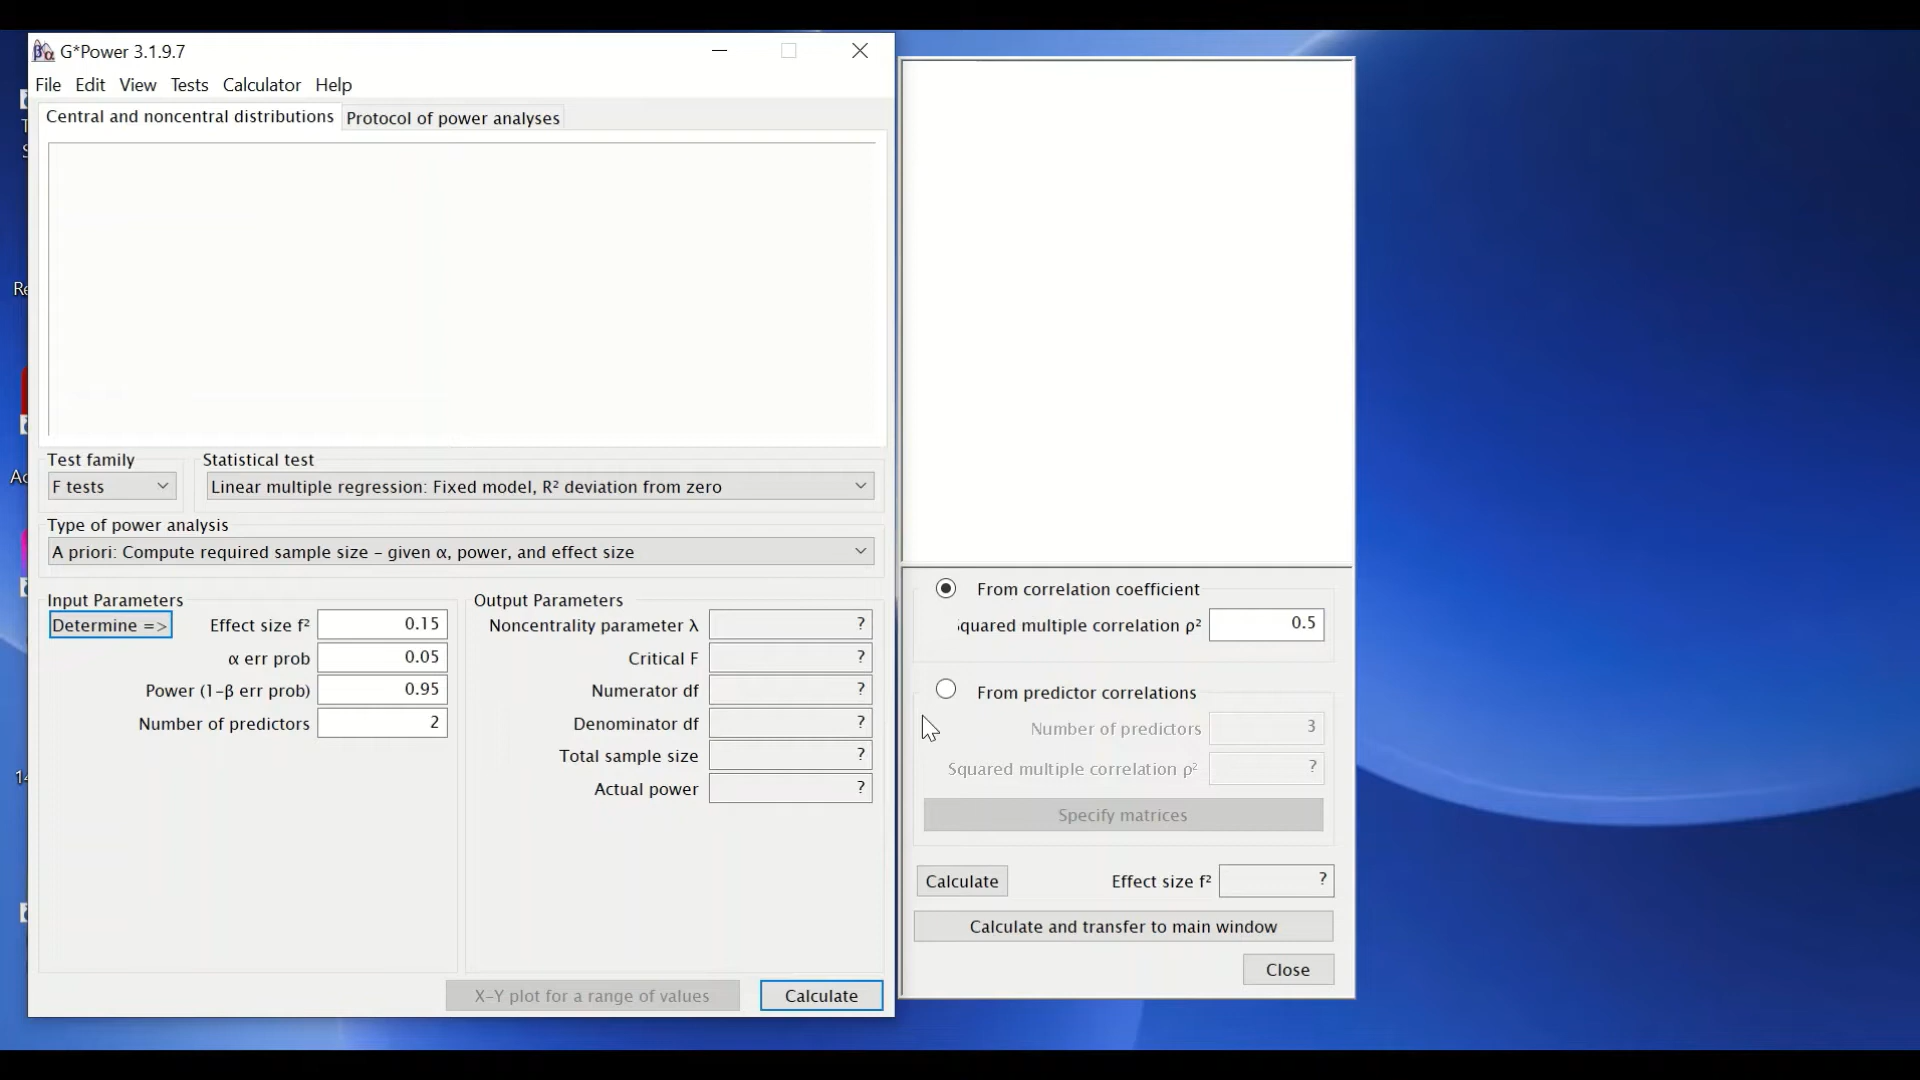 G*Power 3.1.9.7
File Edit View Tests Calculator Help
Central and noncentral distributions Protocol of power analyses
Test family Statistical test
F tests Linear multiple regression: Fixed model, R² deviation from zero
Type of power analysis
A priori: Compute required sample size – given α, power, and effect size
Input Parameters
Determine => Effect size f² 0.15
α err prob 0.05
Power (1–β err prob) 0.95
Number of predictors 2
Output Parameters
Noncentrality parameter λ ?
Critical F ?
Numerator df ?
Denominator df ?
Total sample size ?
Actual power ?
X–Y plot for a range of values Calculate
From correlation coefficient
quared multiple correlation ρ² 0.5
From predictor correlations
Number of predictors 3
Squared multiple correlation ρ² ?
Specify matrices
Calculate Effect size f² ?
Calculate and transfer to main window
Close